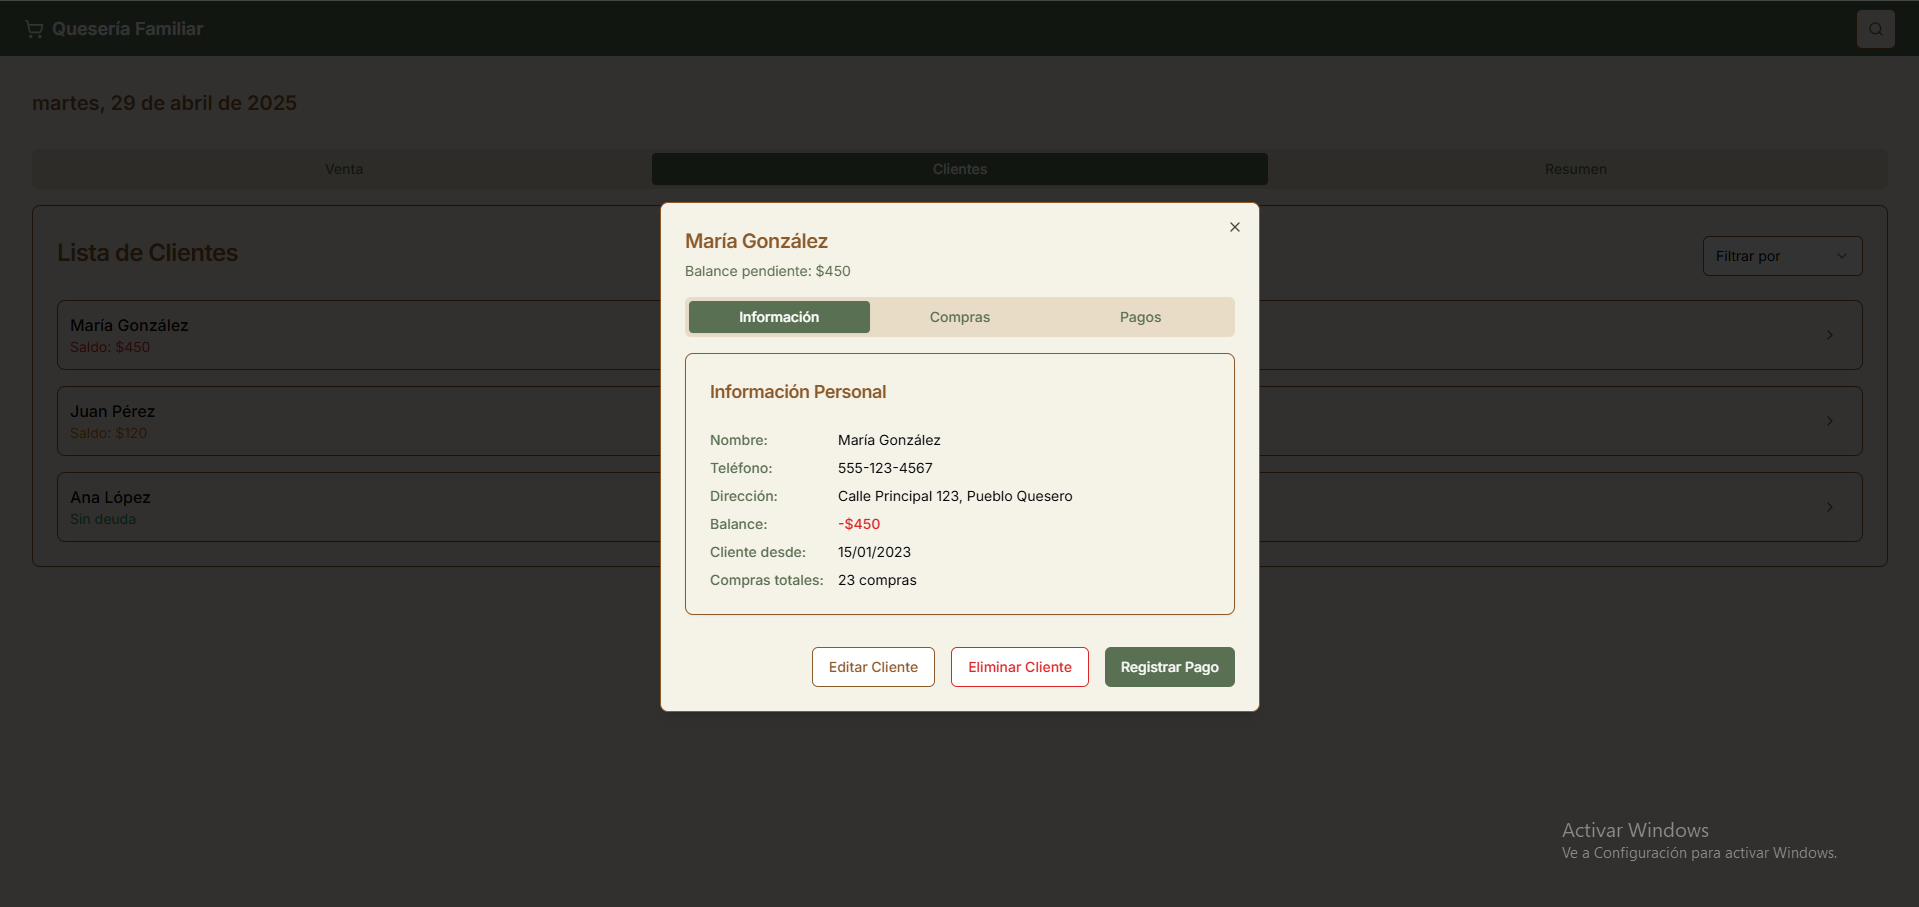 Quesería Familiar
martes, 29 de abril de 2025
Venta Clientes Resumen
Lista de Clientes
Filtrar por
María González
Saldo: $450
Juan Pérez
Saldo: $120
Ana López
Sin deuda
María González
Balance pendiente: $450
Información Compras Pagos
Información Personal
Nombre: María González
Teléfono: 555-123-4567
Dirección: Calle Principal 123, Pueblo Quesero
Balance: -$450
Cliente desde: 15/01/2023
Compras totales: 23 compras
Editar Cliente Eliminar Cliente Registrar Pago
Activar Windows
Ve a Configuración para activar Windows.